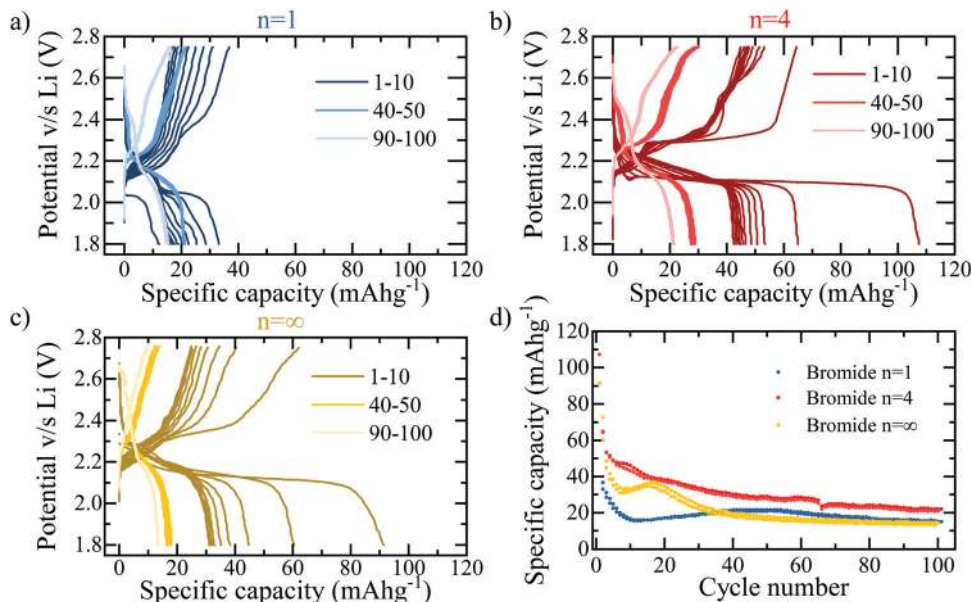 a)
n=1
Potential v/s Li (V)
2.8
2.6
2.4
2.2
2.0
1.8
1-10
40-50
90-100
0 20 40 60 80 100 120
Specific capacity (mAhg⁻¹)
b)
n=4
Potential v/s Li (V)
2.8
2.6
2.4
2.2
2.0
1.8
1-10
40-50
90-100
0 20 40 60 80 100 120
Specific capacity (mAhg⁻¹)
c)
n=∞
Potential v/s Li (V)
2.8
2.6
2.4
2.2
2.0
1.8
1-10
40-50
90-100
0 20 40 60 80 100 120
Specific capacity (mAhg⁻¹)
d)
Specific capacity (mAhg⁻¹)
120
100
80
60
40
20
0
Bromide n=1
Bromide n=4
Bromide n=∞
0 20 40 60 80 100
Cycle number